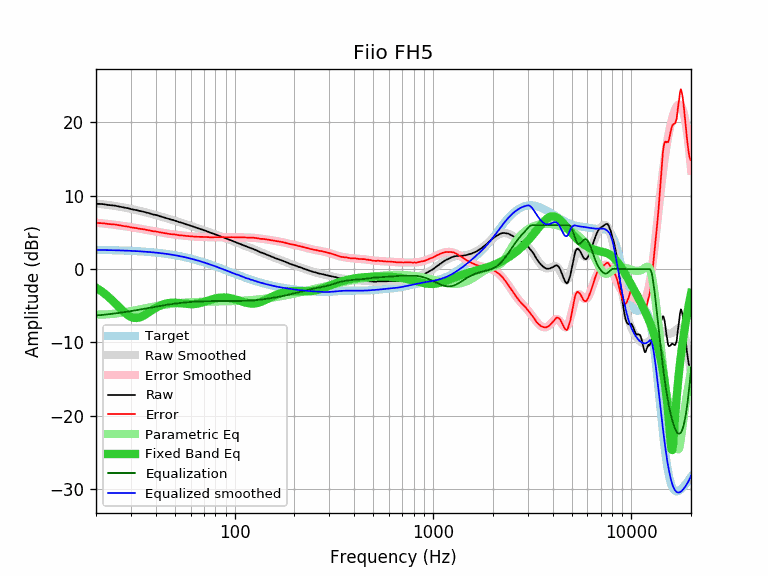 Fiio FH5
Amplitude (dBr)
20
10
0
−10
−20
−30
Target
Raw Smoothed
Error Smoothed
Raw
Error
Parametric Eq
Fixed Band Eq
Equalization
Equalized smoothed
100
1000
10000
Frequency (Hz)